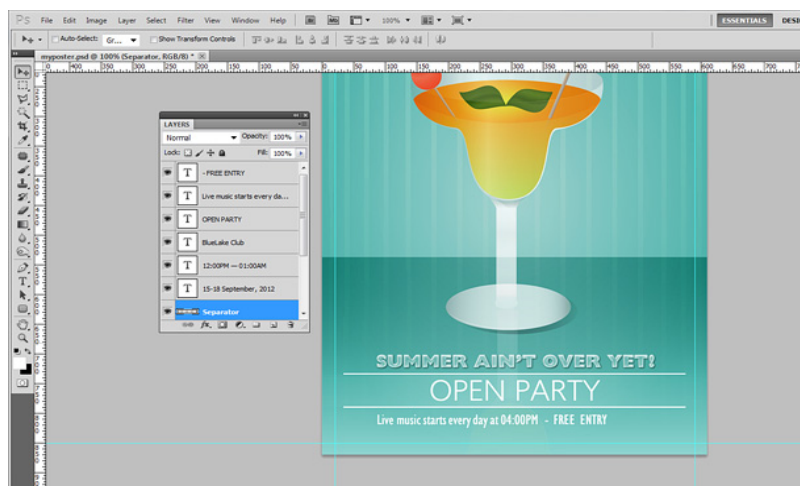 PS File Edit Image Layer Select Filter View Window Help 100% ESSENTIALS DESI
Auto-Select: Gr... Show Transform Controls
myposter.psd @ 100% (Separator, RGB/8) *
LAYERS
Normal Opacity: 100%
Lock: Fill: 100%
T - FREE ENTRY
T Live music starts every da...
T OPEN PARTY
T BlueLake Club
T 12:00PM — 01:00AM
T 15-18 September, 2012
Separator
fx.
SUMMER AIN'T OVER YET!
OPEN PARTY
Live music starts every day at 04:00PM - FREE ENTRY